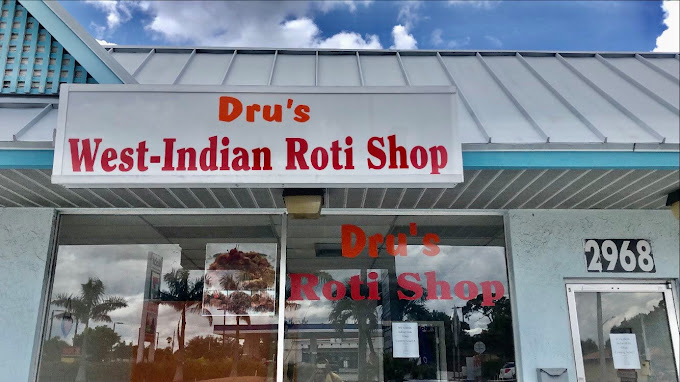 Dru's
West-Indian Roti Shop
Dru's
Roti Shop
2968